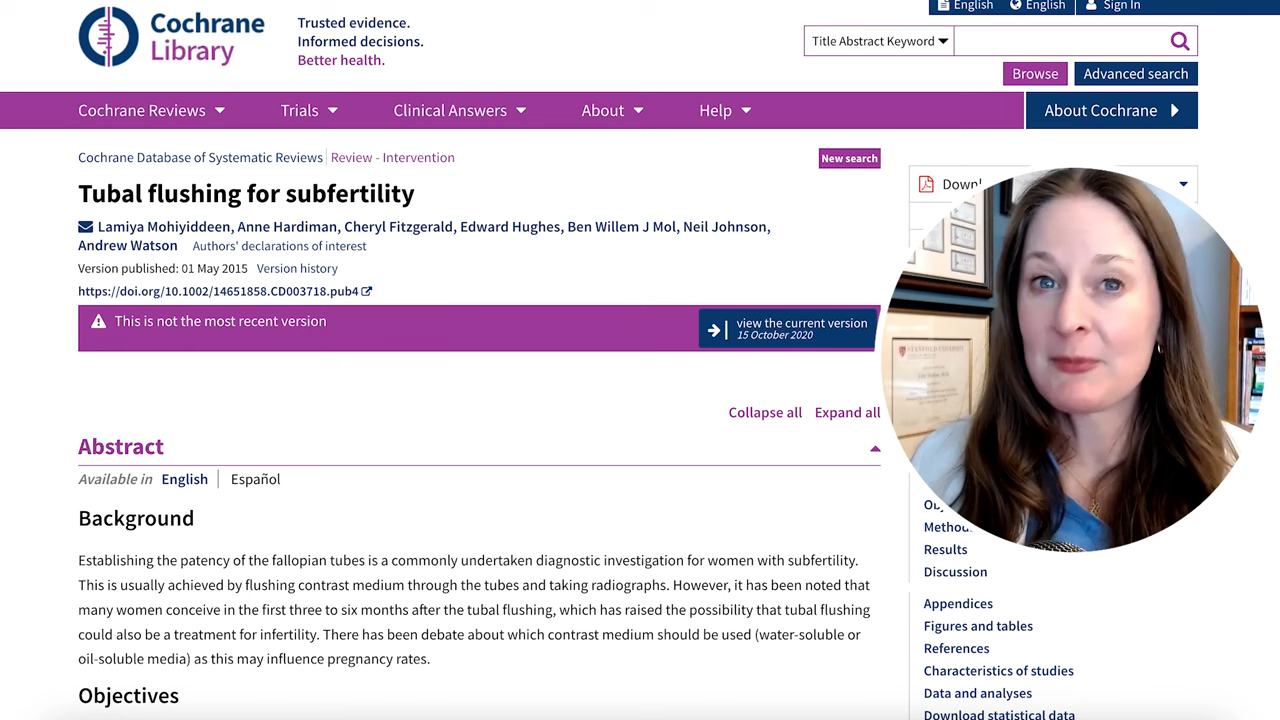 English English Sign In
Cochrane
Library
Trusted evidence.
Informed decisions.
Better health.
Title Abstract Keyword
Browse Advanced search
Cochrane Reviews Trials Clinical Answers About Help About Cochrane
Cochrane Database of Systematic Reviews Review - Intervention New search
Tubal flushing for subfertility
Lamiya Mohiyiddeen, Anne Hardiman, Cheryl Fitzgerald, Edward Hughes, Ben Willem J Mol, Neil Johnson,
Andrew Watson Authors' declarations of interest
Version published: 01 May 2015 Version history
https://doi.org/10.1002/14651858.CD003718.pub4
This is not the most recent version
view the current version
15 October 2020
Collapse all Expand all
Abstract
Available in English Español
Background
Establishing the patency of the fallopian tubes is a commonly undertaken diagnostic investigation for women with subfertility.
This is usually achieved by flushing contrast medium through the tubes and taking radiographs. However, it has been noted that
many women conceive in the first three to six months after the tubal flushing, which has raised the possibility that tubal flushing
could also be a treatment for infertility. There has been debate about which contrast medium should be used (water-soluble or
oil-soluble media) as this may influence pregnancy rates.
Objectives
STANFORD UNIVERSITY
Results
Discussion
Appendices
Figures and tables
References
Characteristics of studies
Data and analyses
Download statistical data